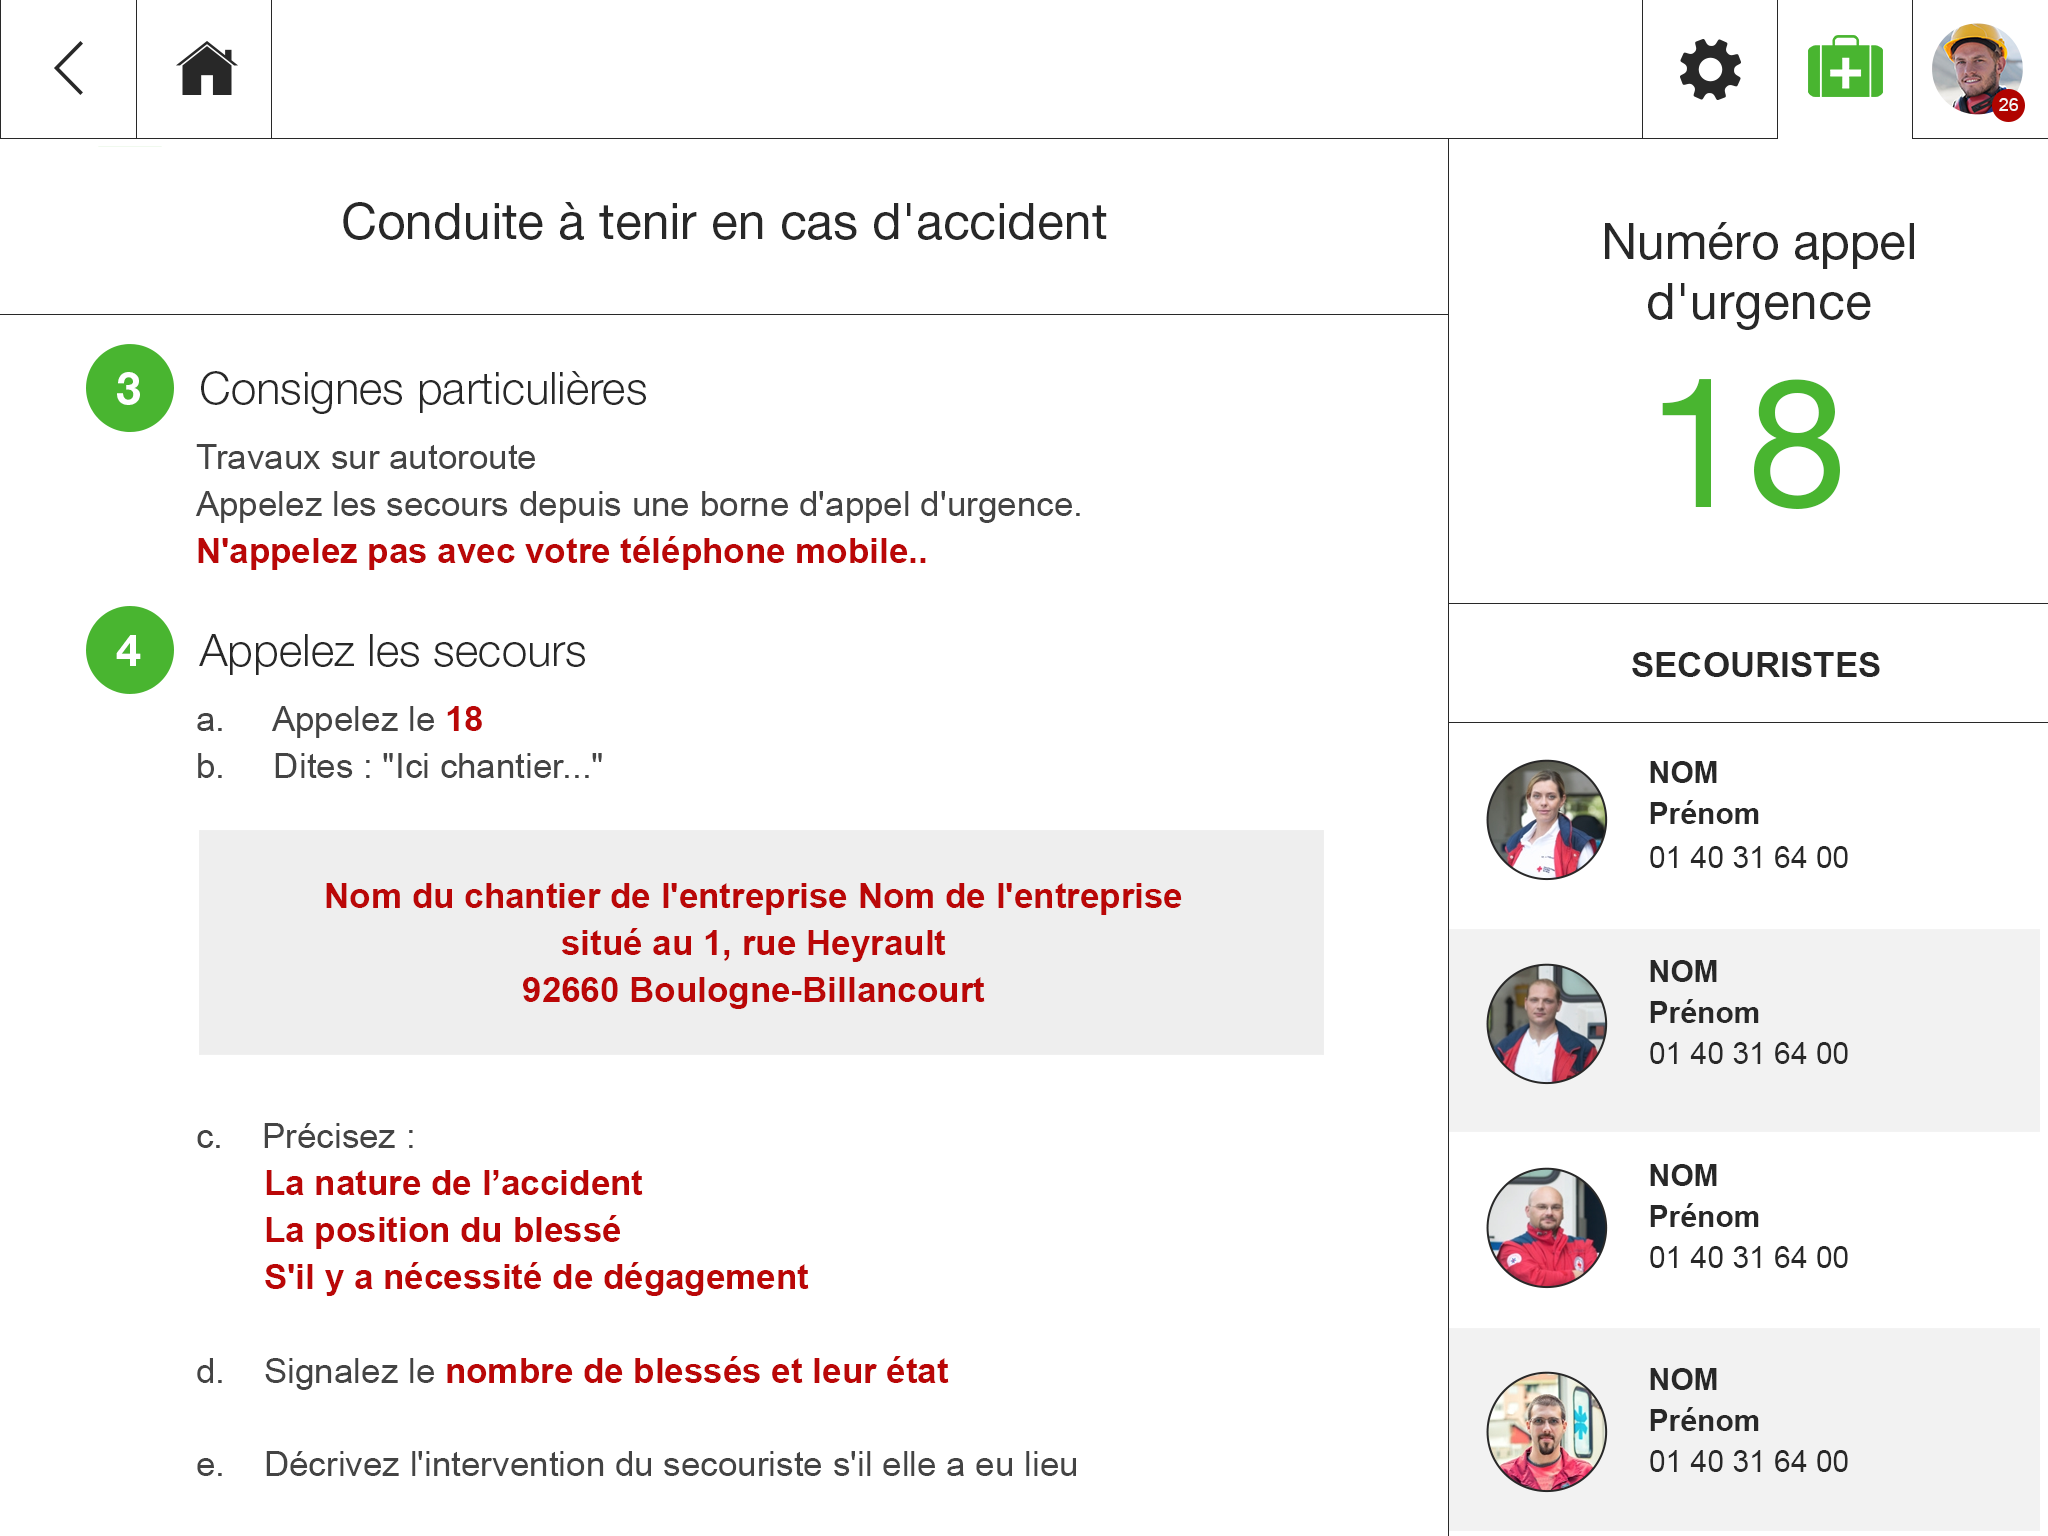 26
Conduite à tenir en cas d'accident
3
Consignes particulières
Travaux sur autoroute
Appelez les secours depuis une borne d'appel d'urgence.
N'appelez pas avec votre téléphone mobile..
4
Appelez les secours
a. Appelez le 18
b. Dites : "Ici chantier..."
Nom du chantier de l'entreprise Nom de l'entreprise
situé au 1, rue Heyrault
92660 Boulogne-Billancourt
c. Précisez :
La nature de l’accident
La position du blessé
S'il y a nécessité de dégagement
d. Signalez le nombre de blessés et leur état
e. Décrivez l'intervention du secouriste s'il elle a eu lieu
Numéro appel
d'urgence
18
SECOURISTES
NOM
Prénom
01 40 31 64 00
NOM
Prénom
01 40 31 64 00
NOM
Prénom
01 40 31 64 00
NOM
Prénom
01 40 31 64 00